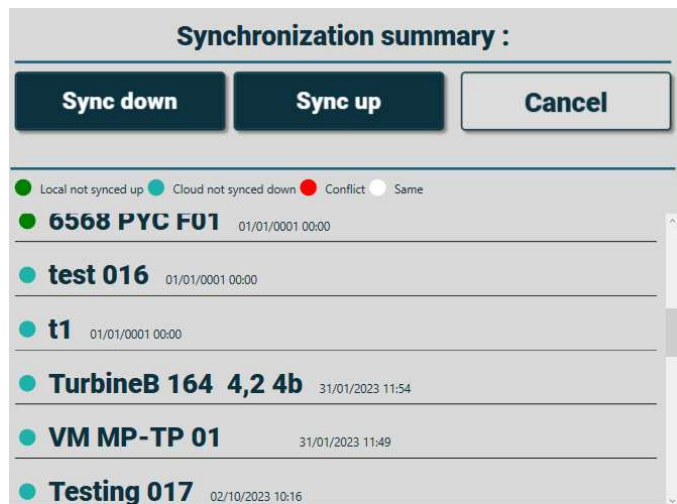 Synchronization summary :
Sync down Sync up Cancel
Local not synced up Cloud not synced down Conflict Same
6568 PYC F01 01/01/0001 00:00
test 016 01/01/0001 00:00
t1 01/01/0001 00:00
TurbineB 164 4,2 4b 31/01/2023 11:54
VM MP-TP 01 31/01/2023 11:49
Testing 017 02/10/2023 10:16